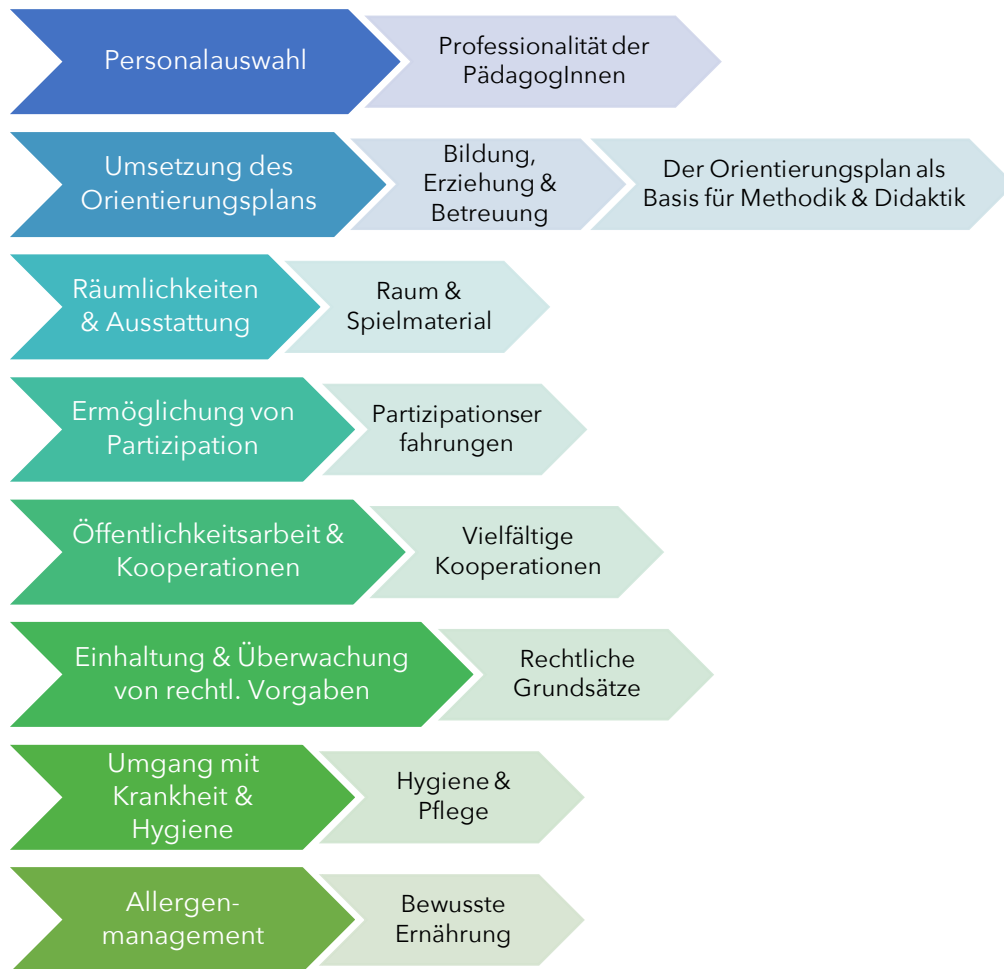 Personalauswahl
Professionalität der
PädagogInnen
Umsetzung des
Orientierungsplans
Bildung,
Erziehung &
Betreuung
Der Orientierungsplan als
Basis für Methodik & Didaktik
Räumlichkeiten
& Ausstattung
Raum &
Spielmaterial
Ermöglichung von
Partizipation
Partizipationser
fahrungen
Öffentlichkeitsarbeit &
Kooperationen
Vielfältige
Kooperationen
Einhaltung & Überwachung
von rechtl. Vorgaben
Rechtliche
Grundsätze
Umgang mit
Krankheit &
Hygiene
Hygiene &
Pflege
Allergen-
management
Bewusste
Ernährung